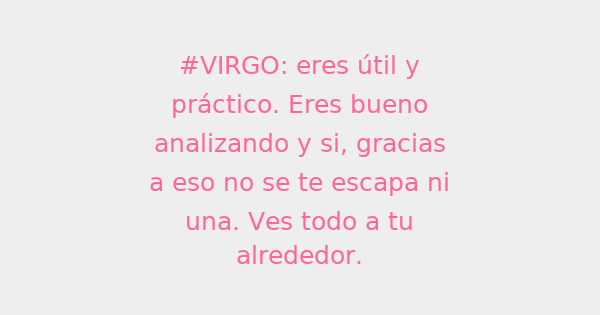 #VIRGO: eres útil y
práctico. Eres bueno
analizando y si, gracias
a eso no se te escapa ni
una. Ves todo a tu
alrededor.